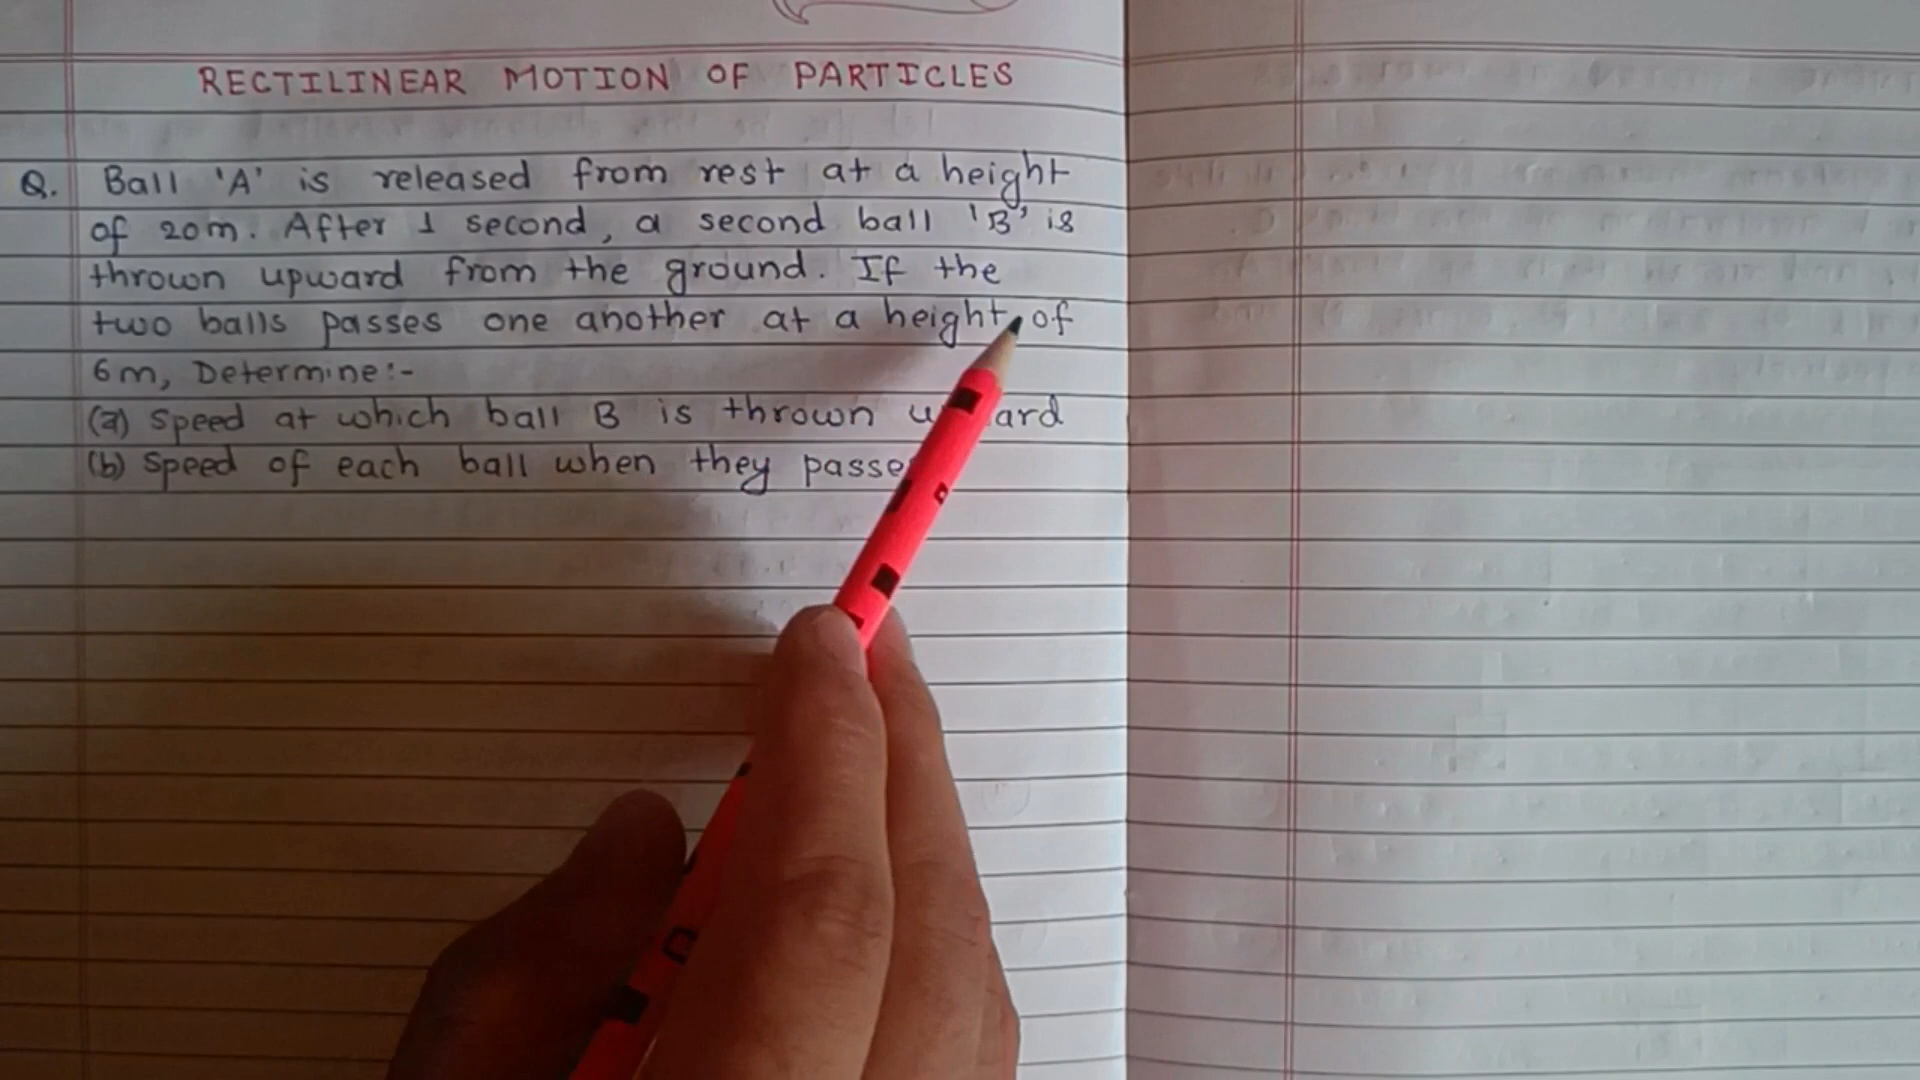 RECTILINEAR MOTION OF PARTICLES
Q. Ball 'A' is released from rest at a height
of 20m. After 1 second, a second ball 'B' is
thrown upward from the ground. If the
two balls passes one another at a height of
6m, Determine:-
(a) Speed at which ball B is thrown
(b) Speed of each ball when they